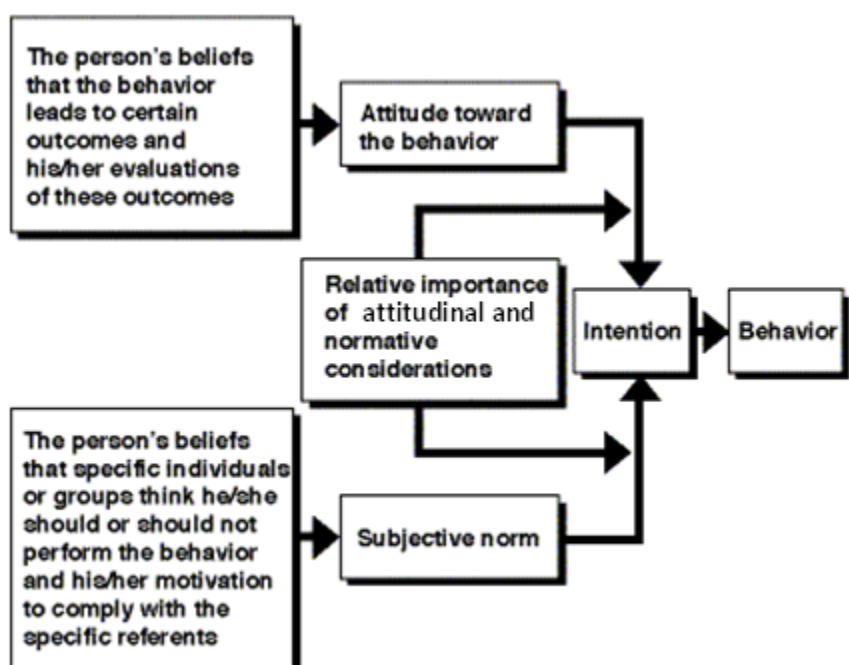 The person's beliefs
that the behavior
leads to certain
outcomes and
his/her evaluations
of these outcomes
Attitude toward
the behavior
Relative importance
of attitudinal and
normative
considerations
Intention
Behavior
The person's beliefs
that specific individuals
or groups think he/she
should or should not
perform the behavior
and his/her motivation
to comply with the
specific referents
Subjective norm